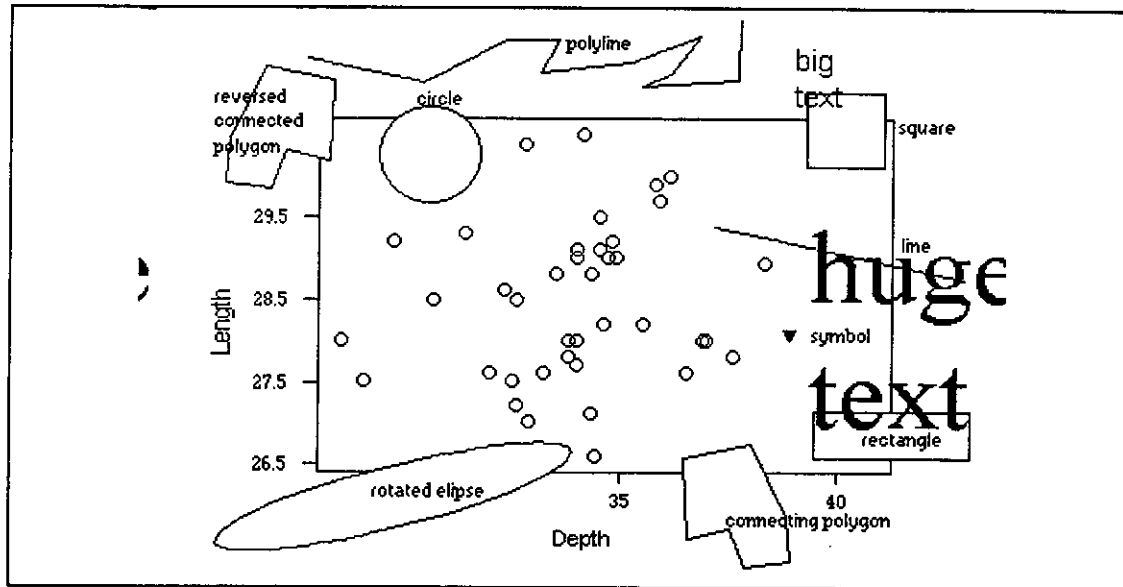 polyline
big
text
reversed
connected
polygon
circle
square
29.5
28.5
27.5
26.5
Length
line
huge
symbol
text
rectangle
rotated elipse
35
40
connecting polygon
Depth